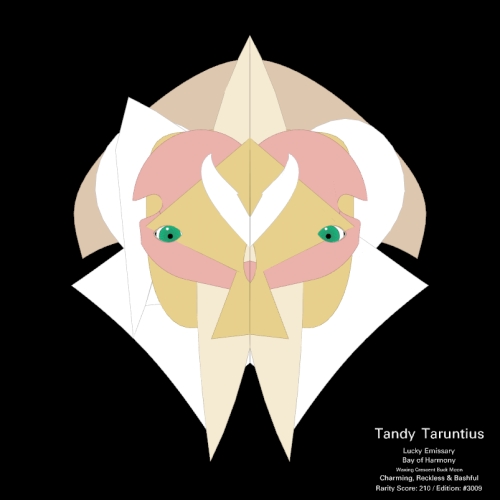 Tandy Taruntius
Lucky Emissary
Bay of Harmony
Waxing Crescent Buck Moon
Charming, Reckless & Bashful
Rarity Score: 210 / Edition: #3009